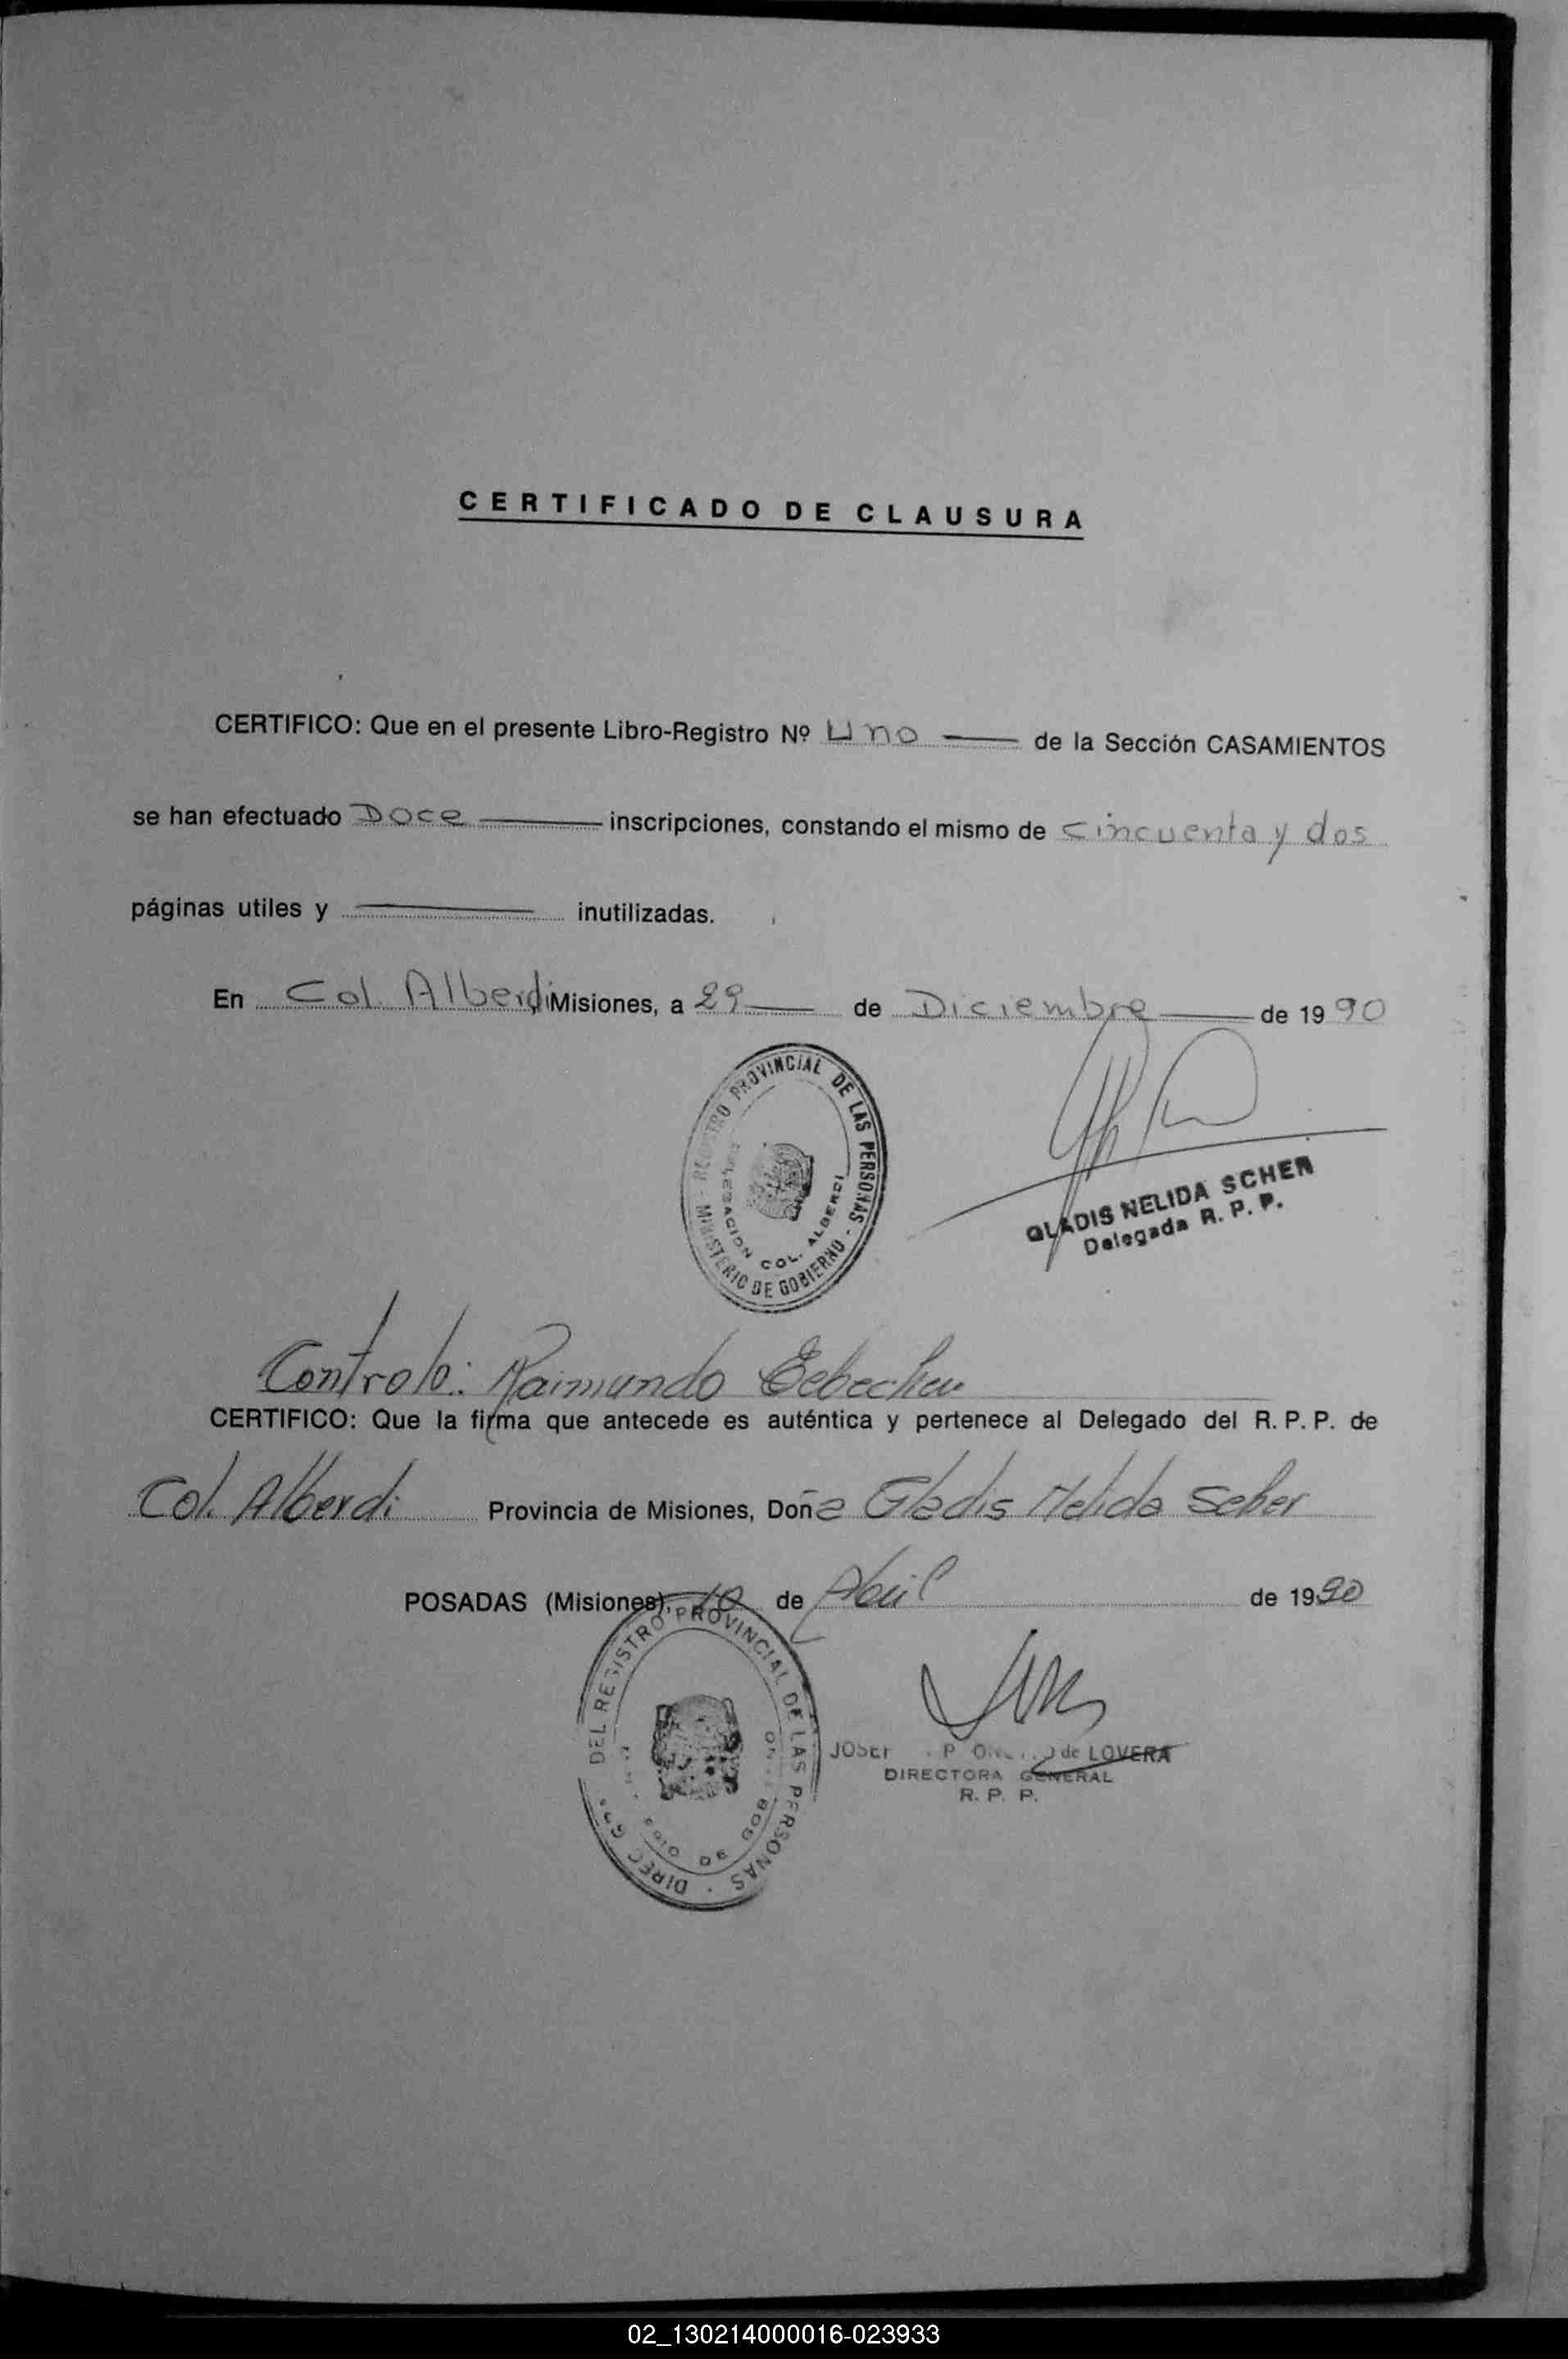 CERTIFICADO DE CLAUSURA
CERTIFICO: Que en el presente Libro-Registro Nº Uno de la Sección CASAMIENTOS
se han efectuado Doce inscripciones, constando el mismo de cincuenta y dos
páginas utiles y inutilizadas.
En Col. Alberdi Misiones, a 29 de Diciembre de 1990
REGISTRO PROVINCIAL DE LAS PERSONAS - MINISTERIO DE GOBIERNO -
DELEGACION COL. ALBERDI
GLADIS NELIDA SCHER
Delegada R. P. P.
Controlo: Raimundo
CERTIFICO: Que la firma que antecede es auténtica y pertenece al Delegado del R. P. P. de
Col. Alberdi Provincia de Misiones, Doña Gladis Nelida
POSADAS (Misiones), 10 de Abril de 1990
DEL REGISTRO PROVINCIAL DE LAS PERSONAS
de LOVERA
DIRECTORA GENERAL
R. P. P.
02_130214000016-023933